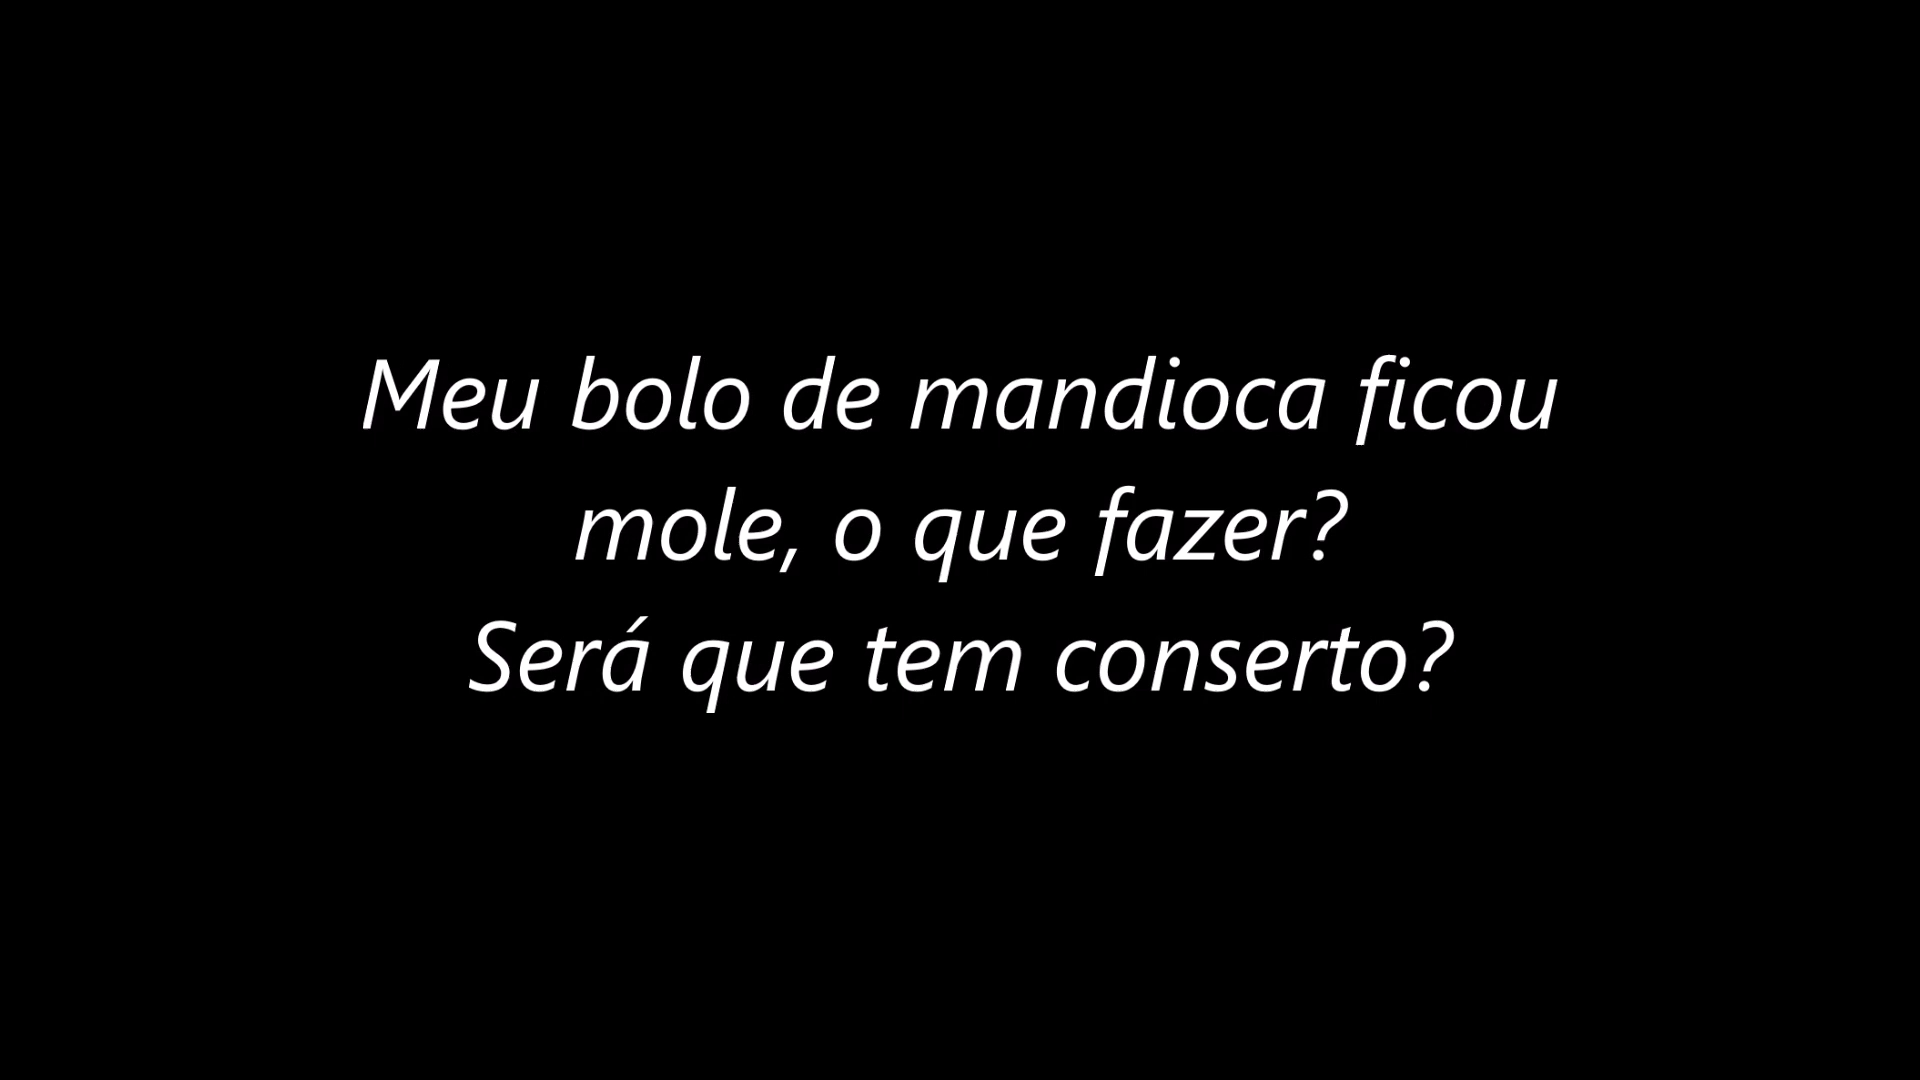 Meu bolo de mandioca ficou
mole, o que fazer?
Será que tem conserto?